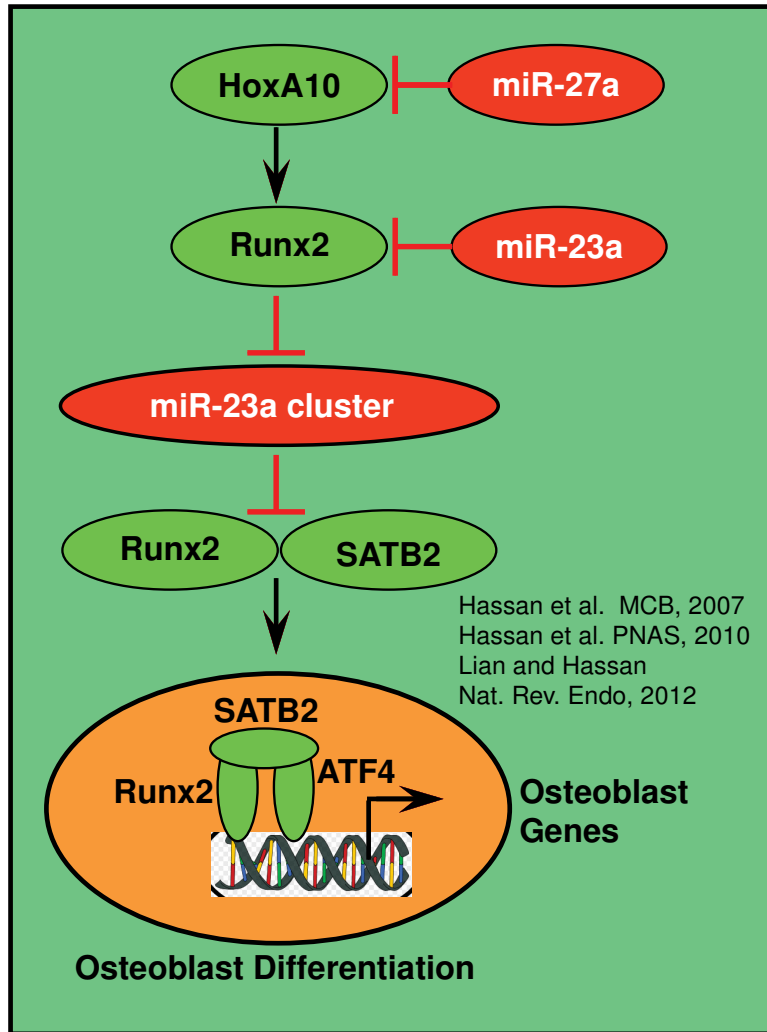 HoxA10
miR-27a
Runx2
miR-23a
miR-23a cluster
Runx2
SATB2
Hassan et al. MCB, 2007
Hassan et al. PNAS, 2010
Lian and Hassan
Nat. Rev. Endo, 2012
SATB2
Runx2
ATF4
Osteoblast
Genes
Osteoblast Differentiation